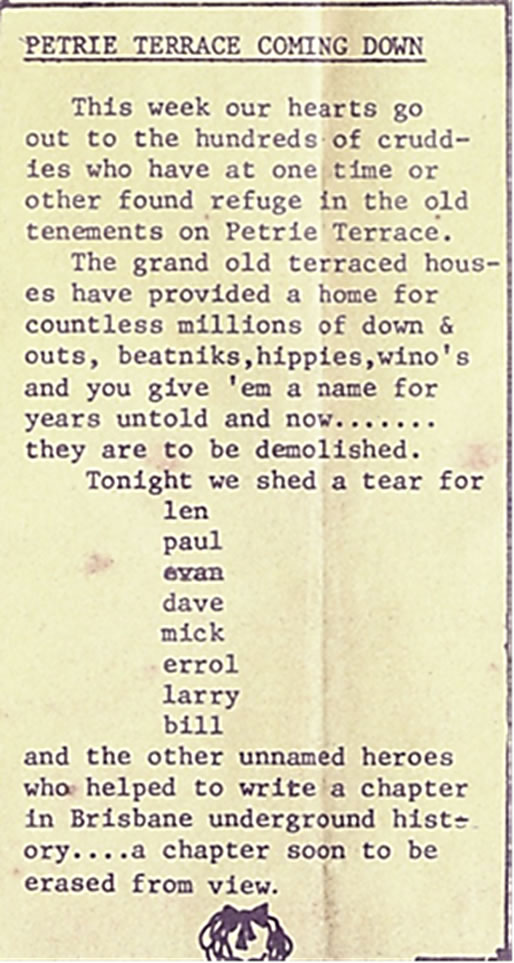 PETRIE TERRACE COMING DOWN
This week our hearts go
out to the hundreds of crudd-
ies who have at one time or
other found refuge in the old
tenements on Petrie Terrace.
The grand old terraced hous-
es have provided a home for
countless millions of down &
outs, beatniks,hippies,wino's
and you give 'em a name for
years untold and now.......
they are to be demolished.
Tonight we shed a tear for
len
paul
evan
dave
mick
errol
larry
bill
and the other unnamed heroes
who helped to write a chapter
in Brisbane underground hist-
ory....a chapter soon to be
erased from view.